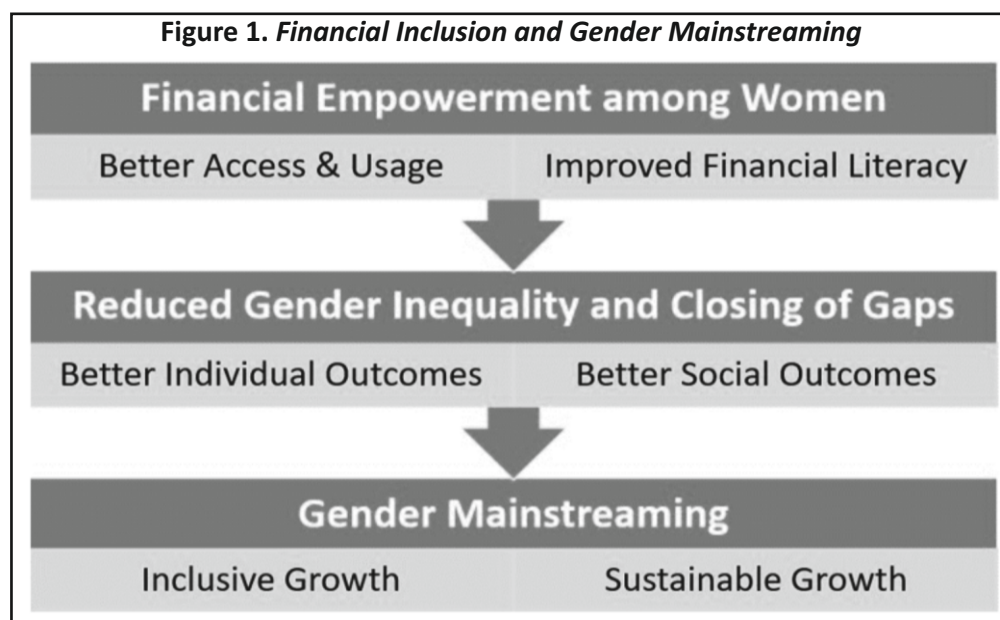 Figure 1. Financial Inclusion and Gender Mainstreaming
Financial Empowerment among Women
Better Access & Usage Improved Financial Literacy
Reduced Gender Inequality and Closing of Gaps
Better Individual Outcomes Better Social Outcomes
Gender Mainstreaming
Inclusive Growth Sustainable Growth